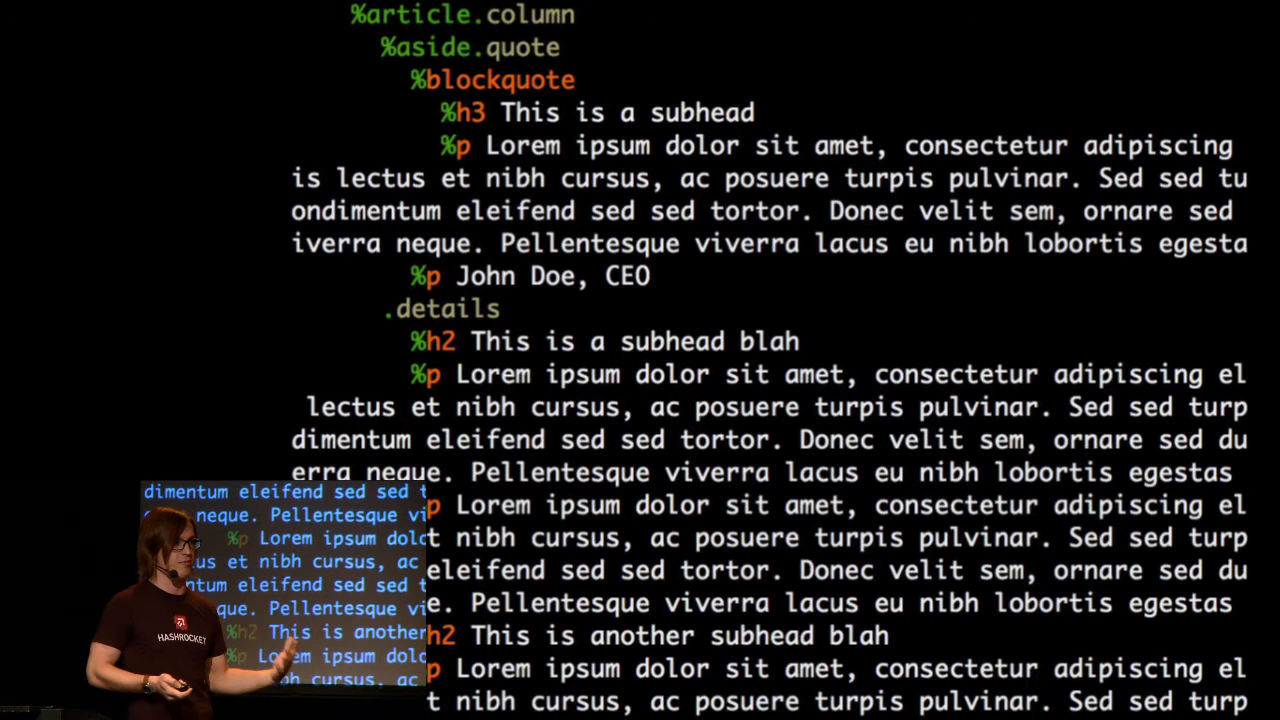 %article.column
%aside.quote
%blockquote
%h3 This is a subhead
%p Lorem ipsum dolor sit amet, consectetur adipiscing
is lectus et nibh cursus, ac posuere turpis pulvinar. Sed sed tu
ondimentum eleifend sed sed tortor. Donec velit sem, ornare sed
iverra neque. Pellentesque viverra lacus eu nibh lobortis egesta
%p John Doe, CEO
.details
%h2 This is a subhead blah
%p Lorem ipsum dolor sit amet, consectetur adipiscing el
lectus et nibh cursus, ac posuere turpis pulvinar. Sed sed turp
dimentum eleifend sed sed tortor. Donec velit sem, ornare sed du
erra neque. Pellentesque viverra lacus eu nibh lobortis egestas
p Lorem ipsum dolor sit amet, consectetur adipiscing el
t nibh cursus, ac posuere turpis pulvinar. Sed sed turp
eleifend sed sed tortor. Donec velit sem, ornare sed du
e. Pellentesque viverra lacus eu nibh lobortis egestas
h2 This is another subhead blah
p Lorem ipsum dolor sit amet, consectetur adipiscing el
t nibh cursus, ac posuere turpis pulvinar. Sed sed turp
dimentum eleifend sed sed t
neque. Pellentesque vi
%p Lorem ipsum dolo
us et nibh cursus, ac
ntum eleifend sed sed t
que. Pellentesque vi
%h2 This is another
%p Lorem ipsum dolo
bh cursus, ac
HASHROCKET